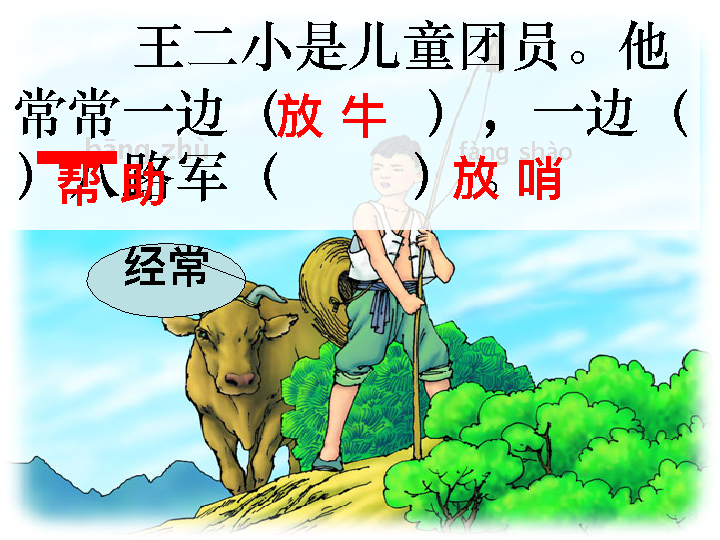 王二小是儿童团员。他
常常一边（放牛），一边（
bāng zhù fàng shào
）八路军（ ）。
帮助 放哨
经常